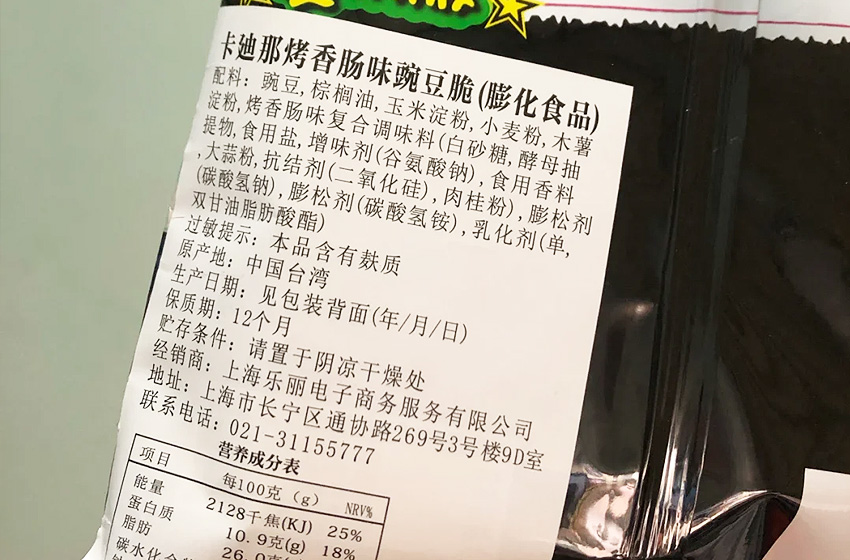 卡迪那烤香肠味豌豆脆(膨化食品)
配料：豌豆,棕榈油,玉米淀粉,小麦粉,木薯
淀粉,烤香肠味复合调味料(白砂糖,酵母抽
提物,食用盐,增味剂(谷氨酸钠),食用香料
,大蒜粉,抗结剂(二氧化硅),肉桂粉),膨松剂
(碳酸氢钠),膨松剂(碳酸氢铵),乳化剂(单,
双甘油脂肪酸酯)
过敏提示：本品含有麸质
原产地：中国台湾
生产日期：见包装背面(年/月/日)
保质期：12个月
贮存条件：请置于阴凉干燥处
经销商：上海乐丽电子商务服务有限公司
地址：上海市长宁区通协路269号3号楼9D室
联系电话：021-31155777
营养成分表
项目 每100克（g） NRV%
能量 2128千焦(KJ) 25%
蛋白质 10.9克(g) 18%
脂肪 26.0克(g)
碳水化合物